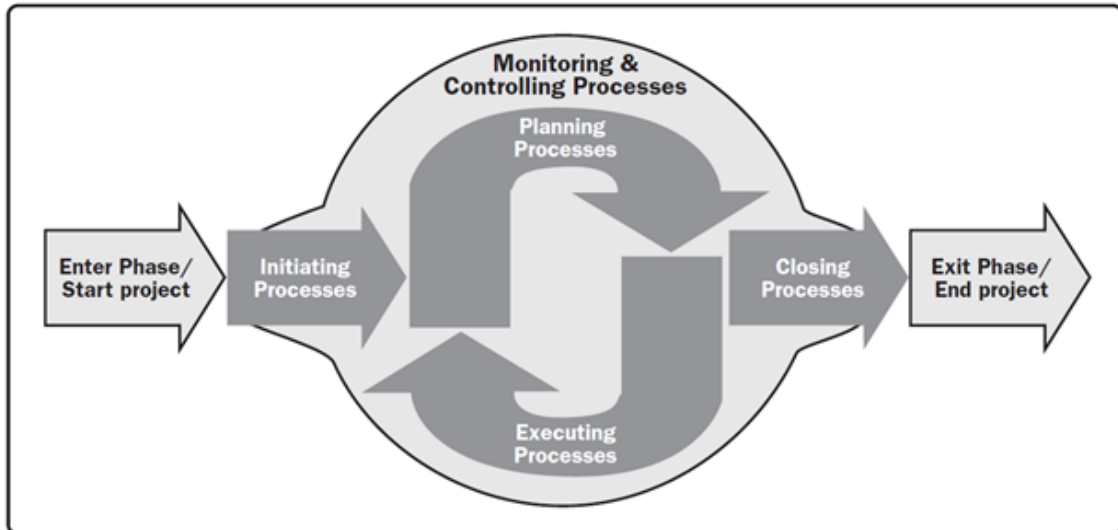 Monitoring &
Controlling Processes
Planning
Processes
Enter Phase/
Start project
Initiating
Processes
Closing
Processes
Exit Phase/
End project
Executing
Processes